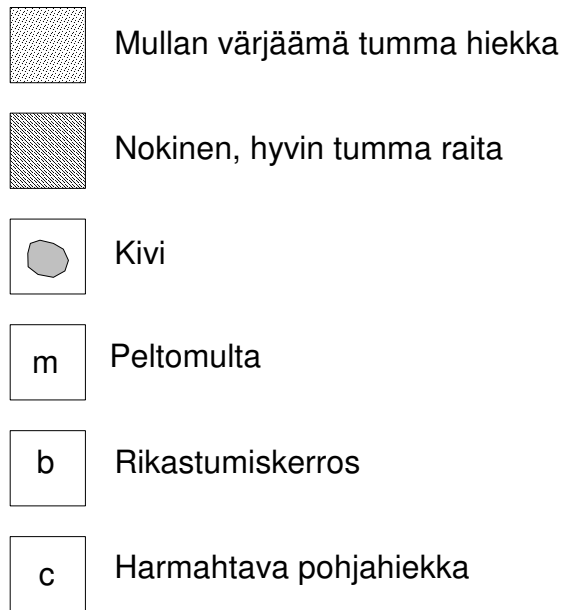 Mullan värjäämä tumma hiekka
Nokinen, hyvin tumma raita
Kivi
m Peltomulta
b Rikastumiskerros
c Harmahtava pohjahiekka